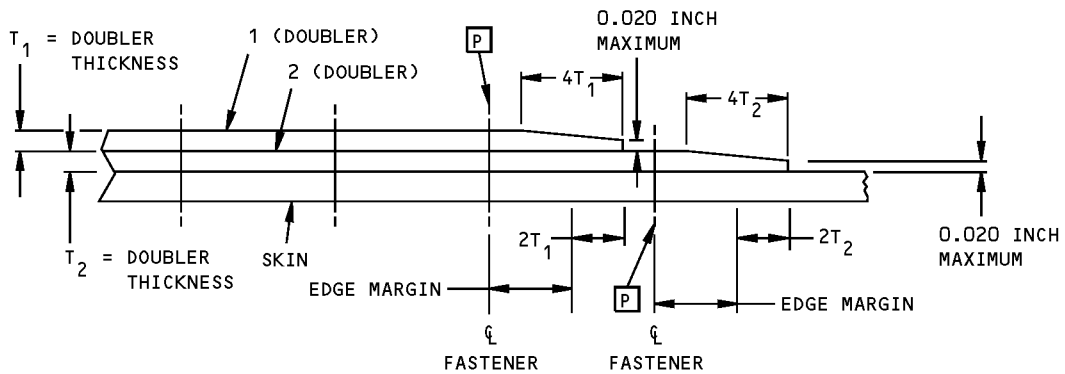 T1 = DOUBLER
THICKNESS
1 (DOUBLER)
2 (DOUBLER)
P
0.020 INCH
MAXIMUM
4T1
4T2
T2 = DOUBLER
THICKNESS
SKIN
2T1
2T2
0.020 INCH
MAXIMUM
EDGE MARGIN
P
EDGE MARGIN
℄
FASTENER
℄
FASTENER